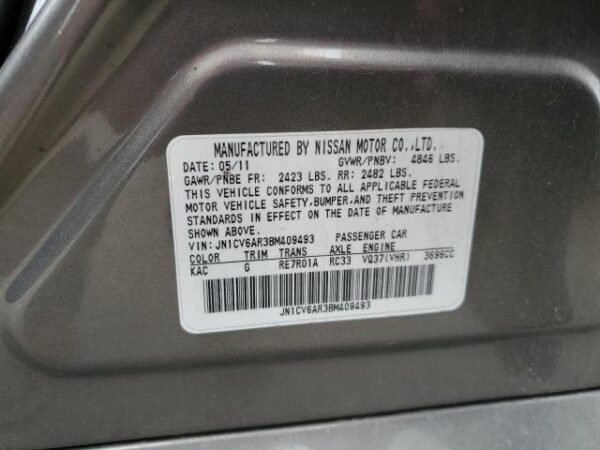 MANUFACTURED BY NISSAN MOTOR CO.,LTD.
DATE: 05/11 GVWR/PNBV: 4846 LBS.
GAWR/PNBE FR: 2423 LBS. RR: 2482 LBS.
THIS VEHICLE CONFORMS TO ALL APPLICABLE FEDERAL
MOTOR VEHICLE SAFETY,BUMPER,AND THEFT PREVENTION
STANDARDS IN EFFECT ON THE DATE OF MANUFACTURE
SHOWN ABOVE.
VIN: JN1CV6AR3BM409493 PASSENGER CAR
COLOR TRIM TRANS AXLE ENGINE
KAC G RE7R01A RC33 VQ37(VHR) 3696CC
JN1CV6AR3BM409493